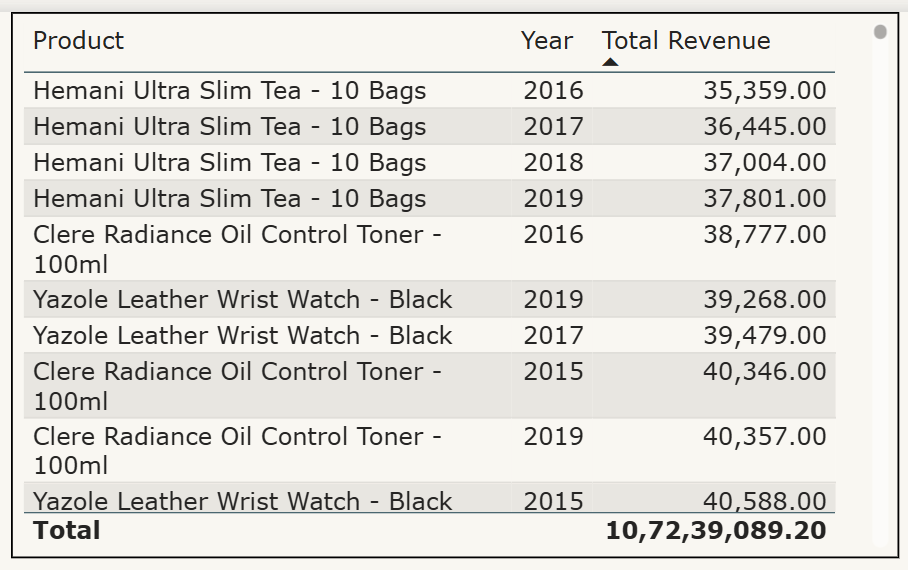 Product Year Total Revenue
Hemani Ultra Slim Tea - 10 Bags 2016 35,359.00
Hemani Ultra Slim Tea - 10 Bags 2017 36,445.00
Hemani Ultra Slim Tea - 10 Bags 2018 37,004.00
Hemani Ultra Slim Tea - 10 Bags 2019 37,801.00
Clere Radiance Oil Control Toner - 2016 38,777.00
100ml
Yazole Leather Wrist Watch - Black 2019 39,268.00
Yazole Leather Wrist Watch - Black 2017 39,479.00
Clere Radiance Oil Control Toner - 2015 40,346.00
100ml
Clere Radiance Oil Control Toner - 2019 40,357.00
100ml
Yazole Leather Wrist Watch - Black 2015 40,588.00
Total 10,72,39,089.20